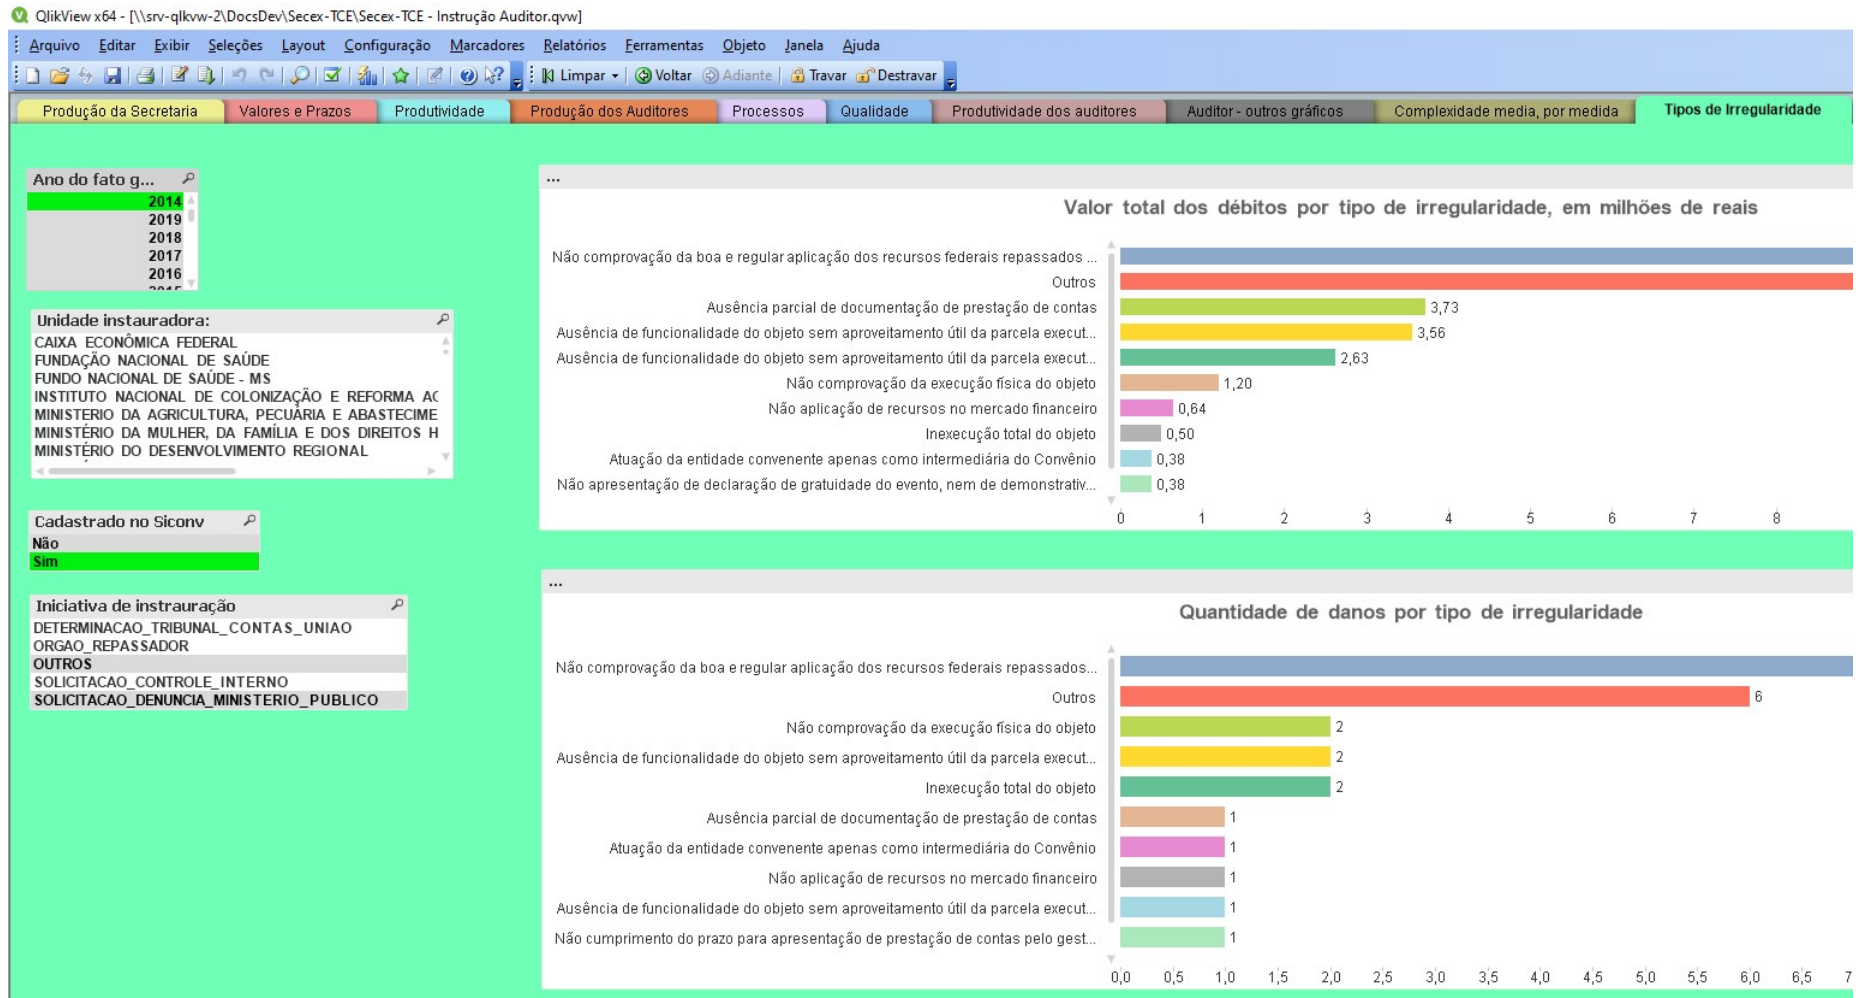 QlikView x64 - [\\srv-qlkvw-2\DocsDev\Secex-TCE\Secex-TCE - Instrução Auditor.qvw]
Arquivo Editar Exibir Seleções Layout Configuração Marcadores Relatórios Ferramentas Objeto Janela Ajuda
Limpar Voltar Adiante Travar Destravar
Produção da Secretaria Valores e Prazos Produtividade Produção dos Auditores Processos Qualidade Produtividade dos auditores Auditor - outros gráficos Complexidade media, por medida Tipos de Irregularidade
Ano do fato g...
2014
2019
2018
2017
2016
2015
Unidade instauradora:
CAIXA ECONÔMICA FEDERAL
FUNDAÇÃO NACIONAL DE SAÚDE
FUNDO NACIONAL DE SAÚDE - MS
INSTITUTO NACIONAL DE COLONIZAÇÃO E REFORMA
MINISTERIO DA AGRICULTURA, PECUÁRIA E ABASTECIME
MINISTÉRIO DA MULHER, DA FAMÍLIA E DOS DIREITOS H
MINISTÉRIO DO DESENVOLVIMENTO REGIONAL
Cadastrado no Siconv
Não
Sim
Iniciativa de instrauração
DETERMINACAO_TRIBUNAL_CONTAS_UNIAO
ORGAO_REPASSADOR
OUTROS
SOLICITACAO_CONTROLE_INTERNO
SOLICITACAO_DENUNCIA_MINISTERIO_PUBLICO
...
Valor total dos débitos por tipo de irregularidade, em milhões de reais
Não comprovação da boa e regular aplicação dos recursos federais repassados ...
Outros
Ausência parcial de documentação de prestação de contas 3,73
Ausência de funcionalidade do objeto sem aproveitamento útil da parcela execut... 3,56
Ausência de funcionalidade do objeto sem aproveitamento útil da parcela execut... 2,63
Não comprovação da execução física do objeto 1,20
Não aplicação de recursos no mercado financeiro 0,64
Inexecução total do objeto 0,50
Atuação da entidade convenente apenas como intermediária do Convênio 0,38
Não apresentação de declaração de gratuidade do evento, nem de demonstrativ... 0,38
0 1 2 3 4 5 6 7 8
...
Quantidade de danos por tipo de irregularidade
Não comprovação da boa e regular aplicação dos recursos federais repassados...
Outros 6
Não comprovação da execução física do objeto 2
Ausência de funcionalidade do objeto sem aproveitamento útil da parcela execut... 2
Inexecução total do objeto 2
Ausência parcial de documentação de prestação de contas 1
Atuação da entidade convenente apenas como intermediária do Convênio 1
Não aplicação de recursos no mercado financeiro 1
Ausência de funcionalidade do objeto sem aproveitamento útil da parcela execut... 1
Não cumprimento do prazo para apresentação de prestação de contas pelo gest... 1
0,0 0,5 1,0 1,5 2,0 2,5 3,0 3,5 4,0 4,5 5,0 5,5 6,0 6,5 7